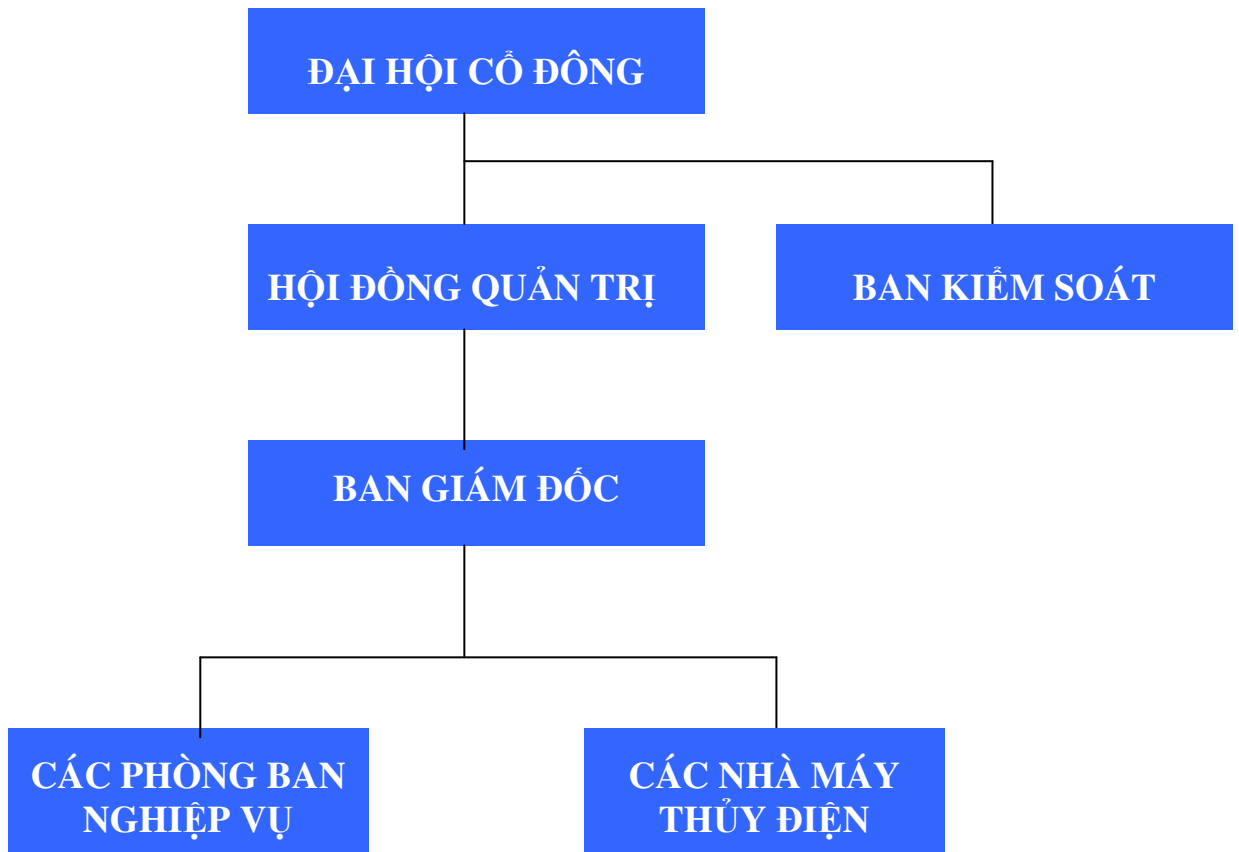 ĐẠI HỘI CỔ ĐÔNG
HỘI ĐỒNG QUẢN TRỊ
BAN KIỂM SOÁT
BAN GIÁM ĐỐC
CÁC PHÒNG BAN
NGHIỆP VỤ
CÁC NHÀ MÁY
THỦY ĐIỆN